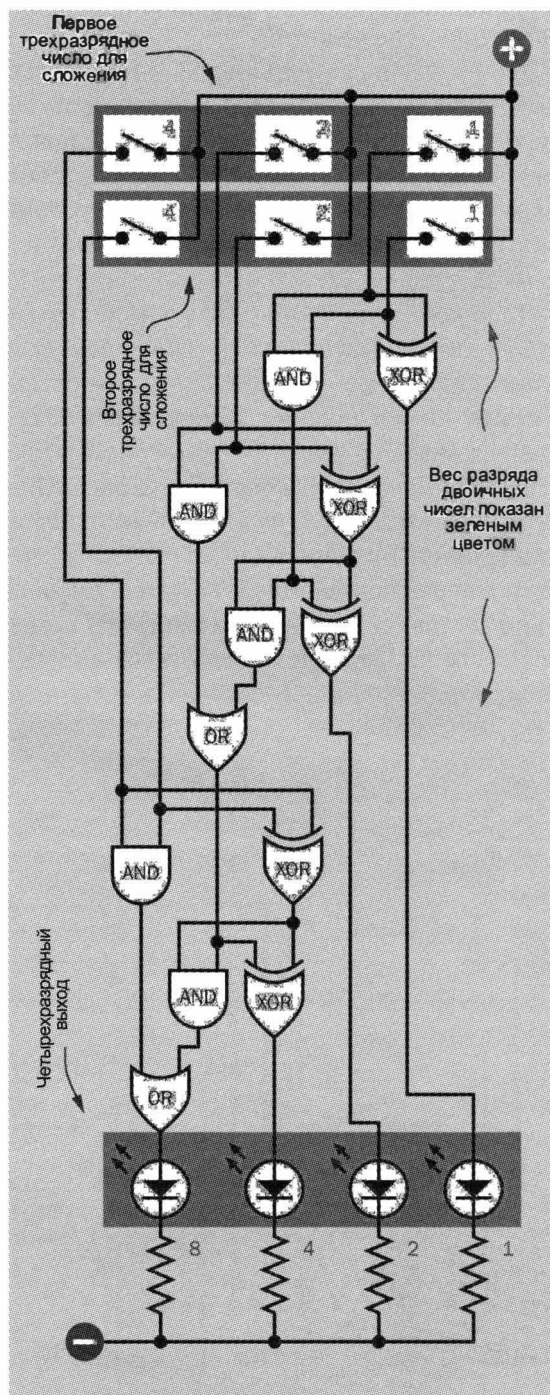 Первое
трехразрядное
число для
сложения
+
4 2 1
4 2 1
Второе
трехразрядное
число для
сложения
AND XOR
Вес разряда
двоичных
чисел показан
зеленым
цветом
AND XOR
AND XOR
OR
AND XOR
AND XOR
Четырехразрядный
выход
OR
8 4 2 1
−